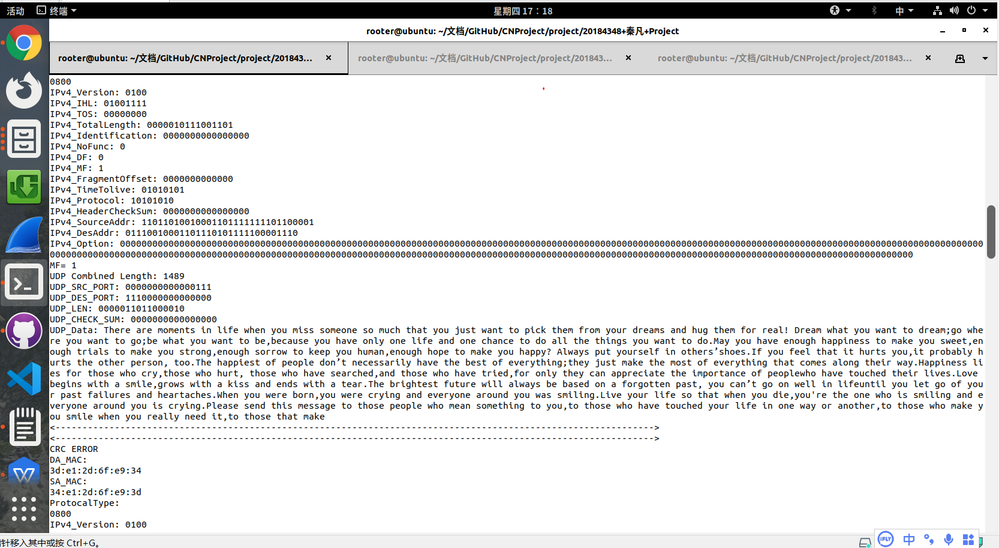 活动 终端 星期四 17：18 中
rooter@ubuntu: ~/文档/GitHub/CNProject/project/20184348+秦凡+Project
rooter@ubuntu: ~/文档/GitHub/CNProject/project/201843... rooter@ubuntu: ~/文档/GitHub/CNProject/project/201843... rooter@ubuntu: ~/文档/GitHub/CNProject/project/201843...
0800
IPv4_Version: 0100
IPv4_IHL: 01001111
IPv4_TOS: 00000000
IPv4_TotalLength: 0000010111001101
IPv4_Identification: 0000000000000000
IPv4_NoFunc: 0
IPv4_DF: 0
IPv4_MF: 1
IPv4_FragmentOffset: 0000000000000
IPv4_TimeTolive: 01010101
IPv4_Protocol: 10101010
IPv4_HeaderCheckSum: 0000000000000000
IPv4_SourceAddr: 11011010010001101111111101100001
IPv4_DesAddr: 01110010001101110101111100001110
IPv4_Option: 0000000000000000000000000000000000000000000000000000000000000000000000000000000000000000000000000000000000000000000000000000000000000000000000000000000000000000
0000000000000000000000000000000000000000000000000000000000000000000000000000000000000000000000000000000000000000000000000000000000000000000000000000000000000000
MF= 1
UDP Combined Length: 1489
UDP_SRC_PORT: 0000000000000111
UDP_DES_PORT: 1110000000000000
UDP_LEN: 0000011011000010
UDP_CHECK_SUM: 0000000000000000
UDP_Data: There are moments in life when you miss someone so much that you just want to pick them from your dreams and hug them for real! Dream what you want to dream;go whe
re you want to go;be what you want to be,because you have only one life and one chance to do all the things you want to do.May you have enough happiness to make you sweet,en
ough trials to make you strong,enough sorrow to keep you human,enough hope to make you happy? Always put yourself in others’shoes.If you feel that it hurts you,it probably h
urts the other person, too.The happiest of people don’t necessarily have the best of everything;they just make the most of everything that comes along their way.Happiness li
es for those who cry,those who hurt, those who have searched,and those who have tried,for only they can appreciate the importance of peoplewho have touched their lives.Love
begins with a smile,grows with a kiss and ends with a tear.The brightest future will always be based on a forgotten past, you can’t go on well in lifeuntil you let go of you
r past failures and heartaches.When you were born,you were crying and everyone around you was smiling.Live your life so that when you die,you're the one who is smiling and e
veryone around you is crying.Please send this message to those people who mean something to you,to those who have touched your life in one way or another,to those who make y
ou smile when you really need it,to those that make
<--------------------------------------------------------------------------------------------------------------->
<--------------------------------------------------------------------------------------------------------------->
CRC ERROR
DA_MAC:
3d:e1:2d:6f:e9:34
SA_MAC:
34:e1:2d:6f:e9:3d
ProtocalType:
0800
IPv4_Version: 0100
针移入其中或按 Ctrl+G。 iFLY 中